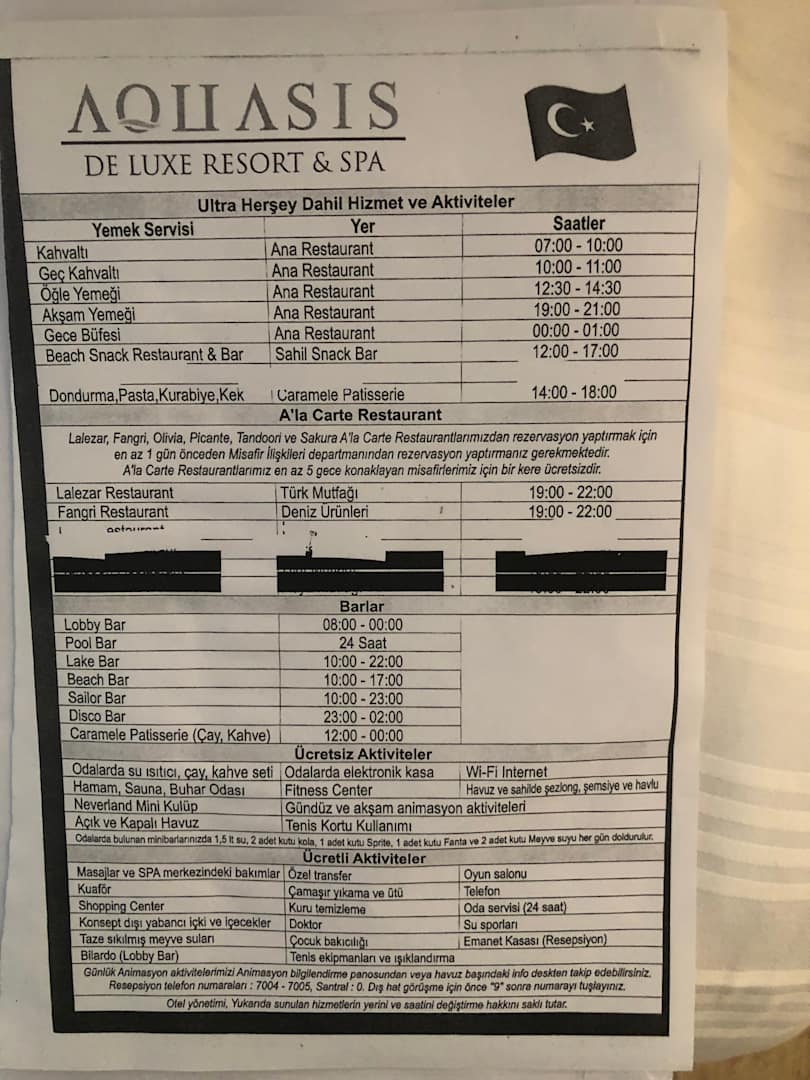 AQUASIS
DE LUXE RESORT & SPA
Ultra Herşey Dahil Hizmet ve Aktiviteler
Yemek Servisi Yer Saatler
Kahvaltı Ana Restaurant 07:00 - 10:00
Geç Kahvaltı Ana Restaurant 10:00 - 11:00
Öğle Yemeği Ana Restaurant 12:30 - 14:30
Akşam Yemeği Ana Restaurant 19:00 - 21:00
Gece Büfesi Ana Restaurant 00:00 - 01:00
Beach Snack Restaurant & Bar Sahil Snack Bar 12:00 - 17:00
Dondurma,Pasta,Kurabiye,Kek Caramele Patisserie 14:00 - 18:00
A'la Carte Restaurant
Lalezar, Fangri, Olivia, Picante, Tandoori ve Sakura A'la Carte Restaurantlarımızdan rezervasyon yaptırmak için
en az 1 gün önceden Misafir İlişkileri departmanından rezervasyon yaptırmanız gerekmektedir.
A'la Carte Restaurantlarımız en az 5 gece konaklayan misafirlerimiz için bir kere ücretsizdir.
Lalezar Restaurant Türk Mutfağı 19:00 - 22:00
Fangri Restaurant Deniz Ürünleri 19:00 - 22:00
Barlar
Lobby Bar 08:00 - 00:00
Pool Bar 24 Saat
Lake Bar 10:00 - 22:00
Beach Bar 10:00 - 17:00
Sailor Bar 10:00 - 23:00
Disco Bar 23:00 - 02:00
Caramele Patisserie (Çay, Kahve) 12:00 - 00:00
Ücretsiz Aktiviteler
Odalarda su ısıtıcı, çay, kahve seti Odalarda elektronik kasa Wi-Fi Internet
Hamam, Sauna, Buhar Odası Fitness Center Havuz ve sahilde şezlong, şemsiye ve havlu
Neverland Mini Kulüp Gündüz ve akşam animasyon aktiviteleri
Açık ve Kapalı Havuz Tenis Kortu Kullanımı
Odalarda bulunan minibarlarınızda 1,5 lt su, 2 adet kutu kola, 1 adet kutu Sprite, 1 adet kutu Fanta ve 2 adet kutu Meyve suyu her gün doldurulur.
Ücretli Aktiviteler
Masajlar ve SPA merkezindeki bakımlar Özel transfer Oyun salonu
Kuaför Çamaşır yıkama ve ütü Telefon
Shopping Center Kuru temizleme Oda servisi (24 saat)
Konsept dışı yabancı içki ve İçecekler Doktor Su sporları
Taze sıkılmış meyve suları Çocuk bakıcılığı Emanet Kasası (Resepsiyon)
Bilardo (Lobby Bar) Tenis ekipmanları ve ışıklandırma
Günlük Animasyon aktivitelerimizi Animasyon bilgilendirme panosundan veya havuz başındaki info deskten takip edebilirsiniz.
Resepsiyon telefon numaraları : 7004 - 7005, Santral : 0. Dış hat görüşme için önce "9" sonra numarayı tuşlayınız.
Otel yönetimi, Yukarıda sunulan hizmetlerin yerini ve saatini değiştirme hakkını saklı tutar.